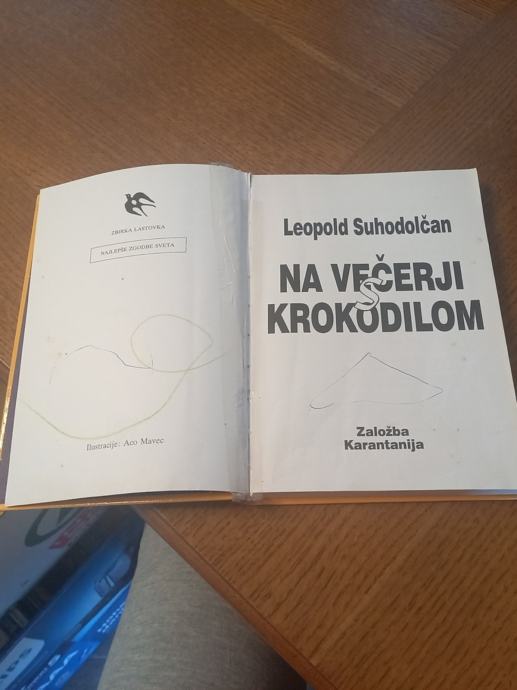 ZBIRKA LASTOVKA
NAJLEPŠE ZGODBE SVETA
Ilustracije: Aco Mavec
Leopold Suhodolčan
NA VEČERJI
S
KROKODILOM
Založba
Karantanija